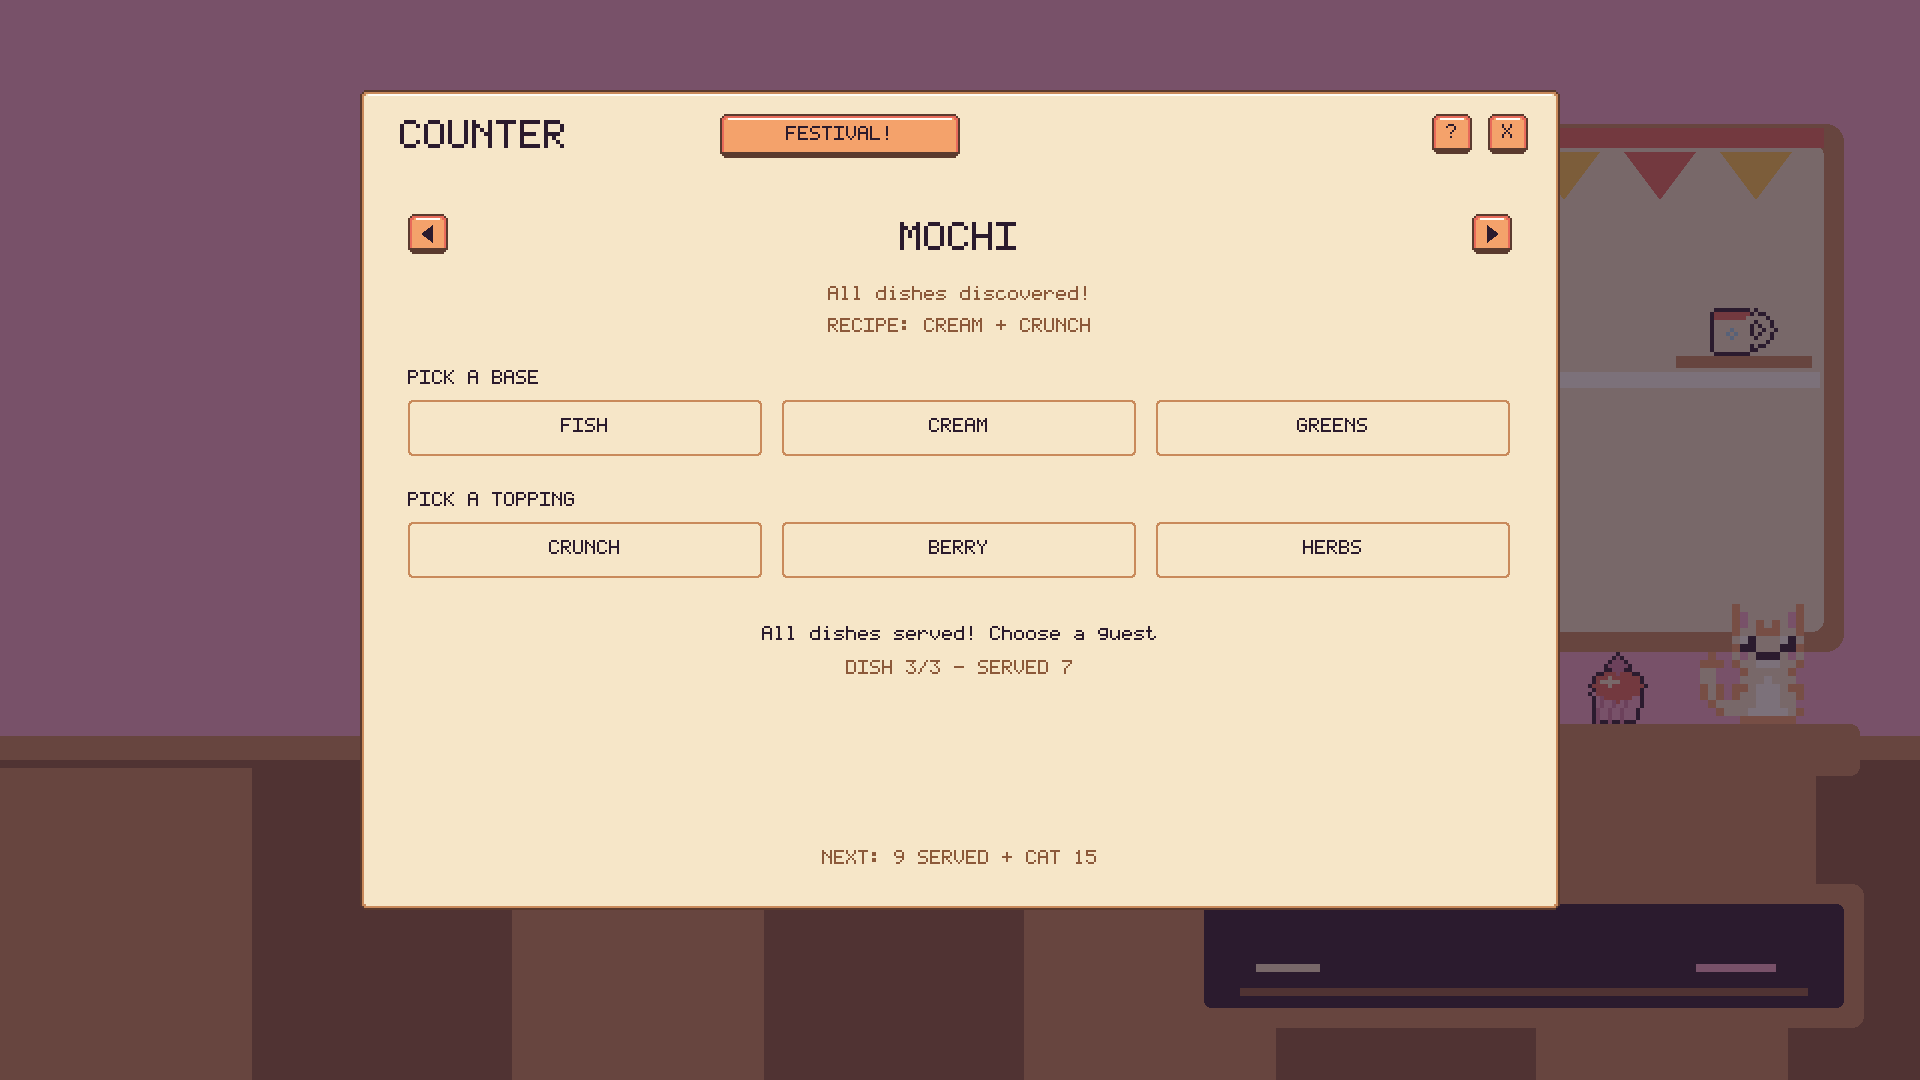 COUNTER
FESTIVAL!
?
X
MOCHI
All dishes discovered!
RECIPE: CREAM + CRUNCH
PICK A BASE
FISH
CREAM
GREENS
PICK A TOPPING
CRUNCH
BERRY
HERBS
All dishes served! Choose a guest
DISH 3/3 - SERVED 7
NEXT: 9 SERVED + CAT 15